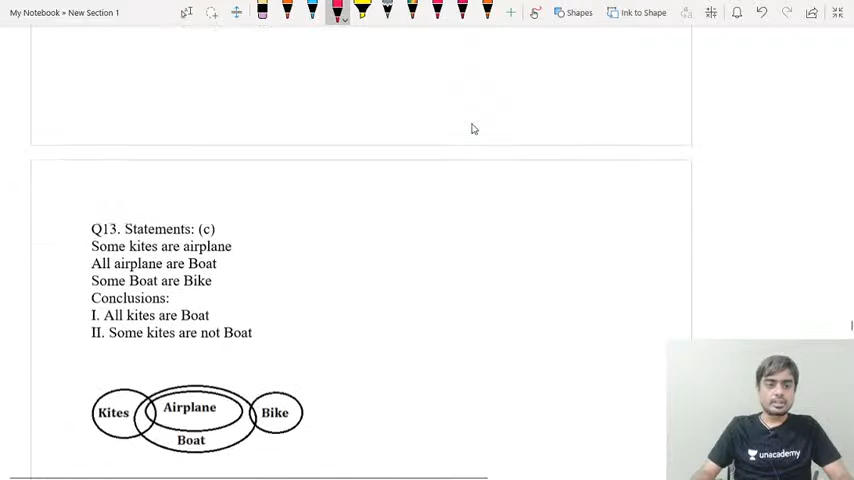 My Notebook » New Section 1
Shapes
Ink to Shape
Q13. Statements: (c)
Some kites are airplane
All airplane are Boat
Some Boat are Bike
Conclusions:
I. All kites are Boat
II. Some kites are not Boat
Kites
Airplane
Bike
Boat
unacademy